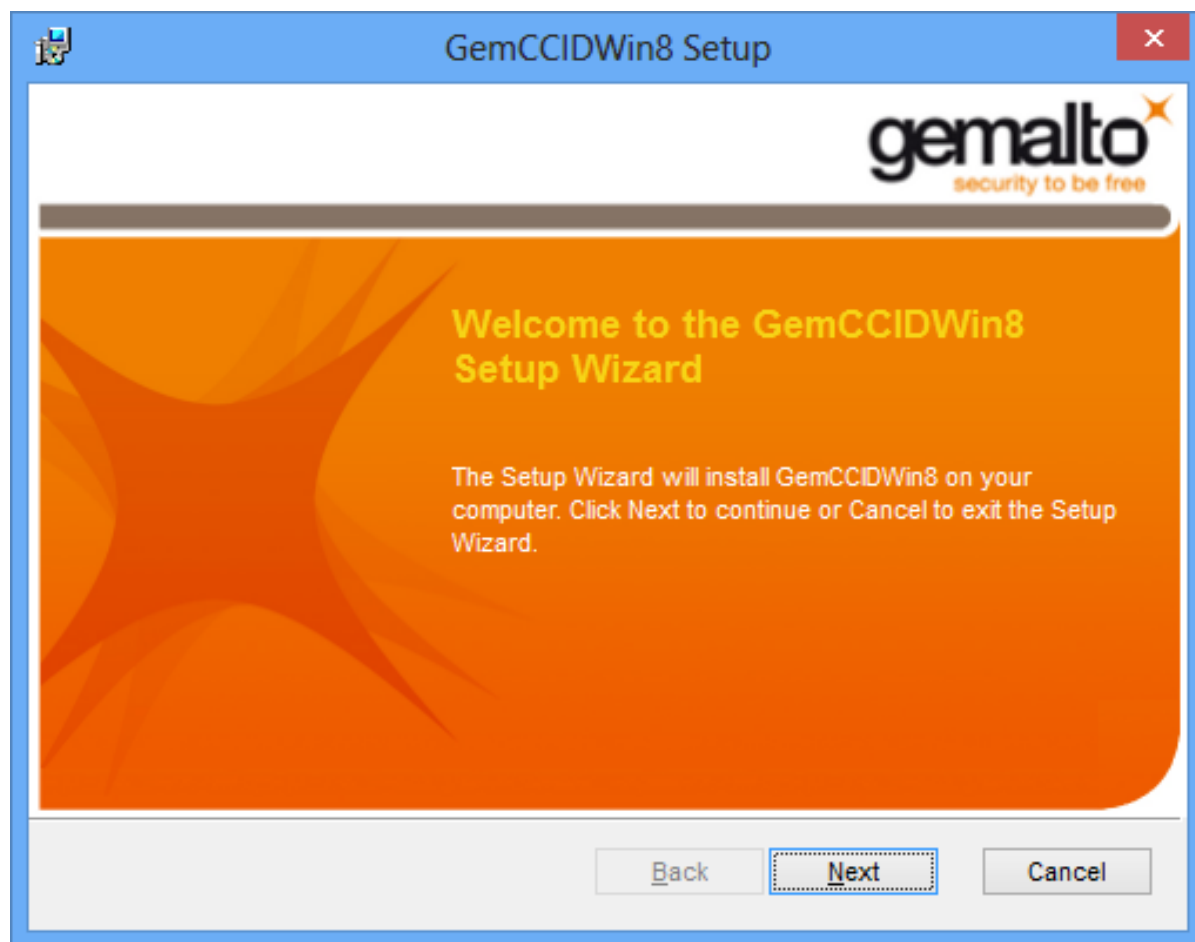 GemCCIDWin8 Setup
gemalto
security to be free
Welcome to the GemCCIDWin8
Setup Wizard
The Setup Wizard will install GemCCIDWin8 on your
computer. Click Next to continue or Cancel to exit the Setup
Wizard.
Back
Next
Cancel